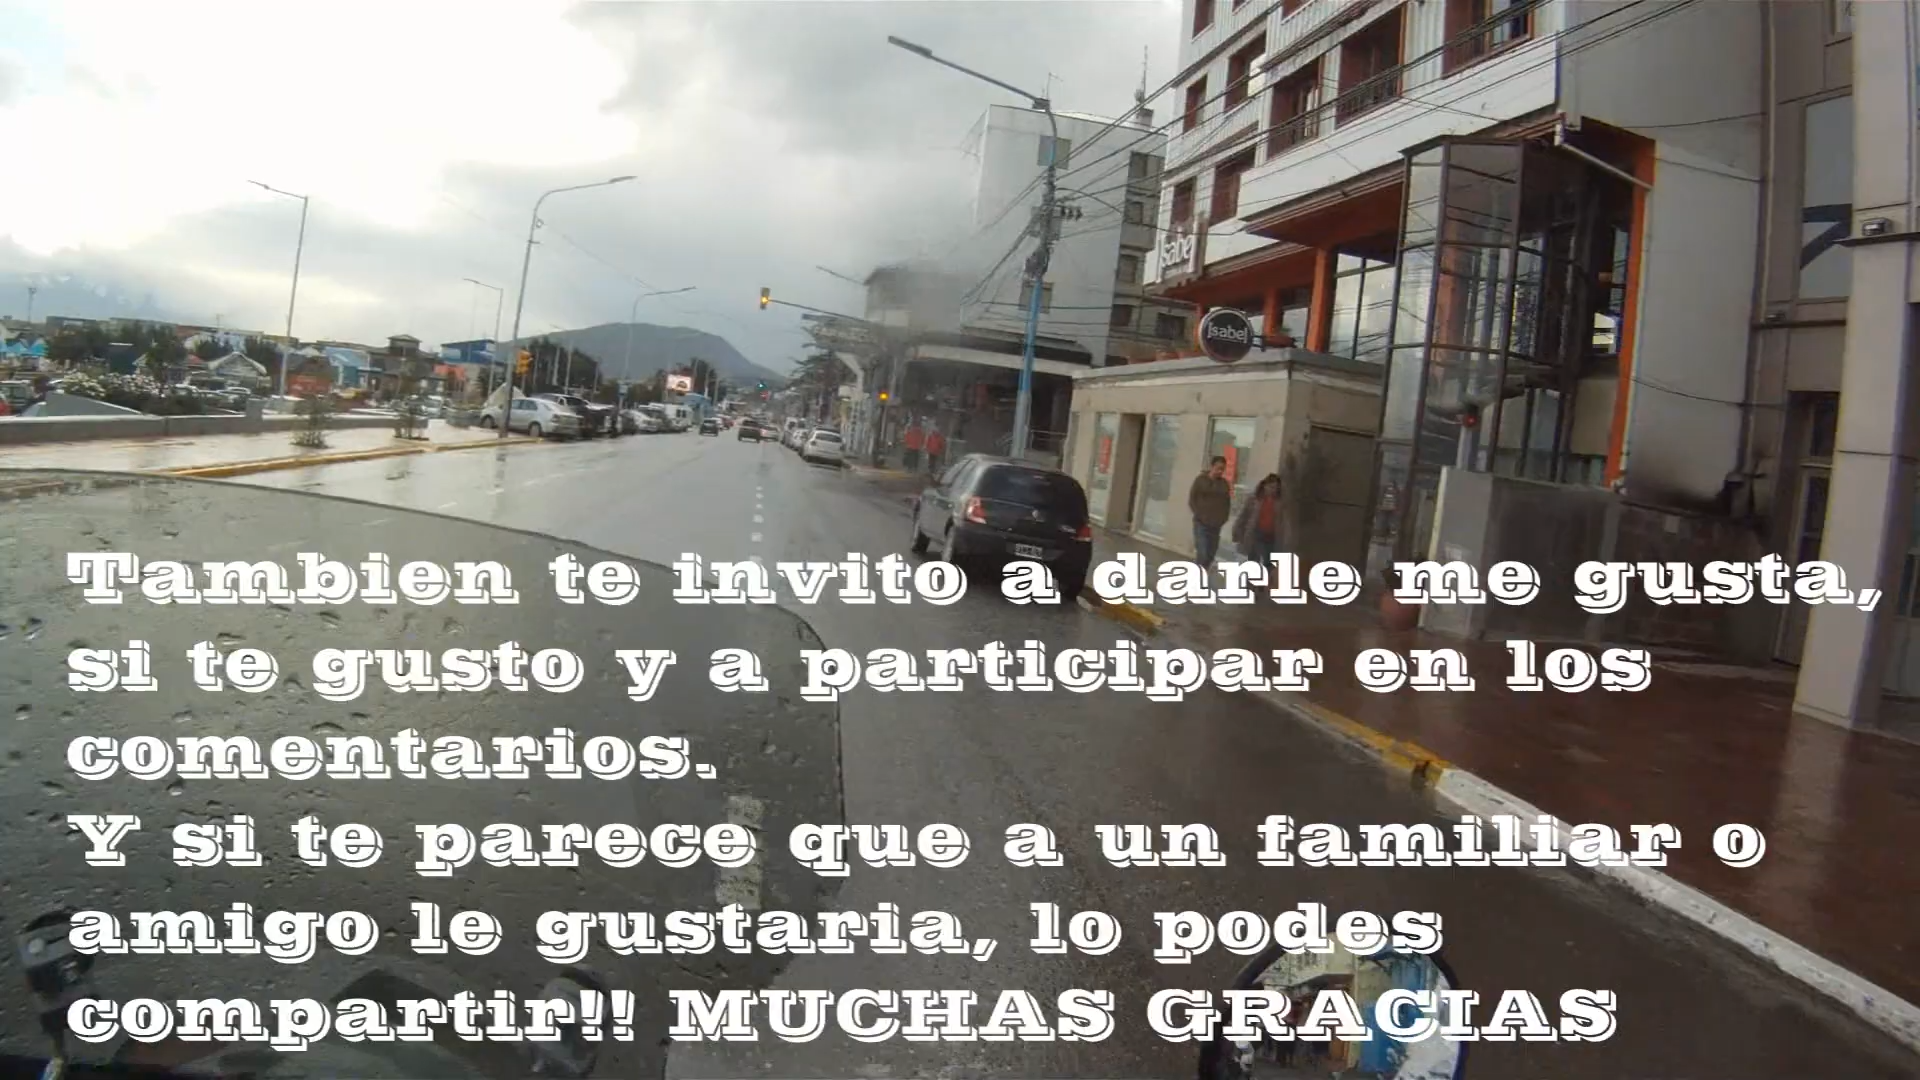 Isabel
Isabel
Tambien te invito a darle me gusta,
si te gusto y a participar en los
comentarios.
Y si te parece que a un familiar o
amigo le gustaria, lo podes
compartir!! MUCHAS GRACIAS